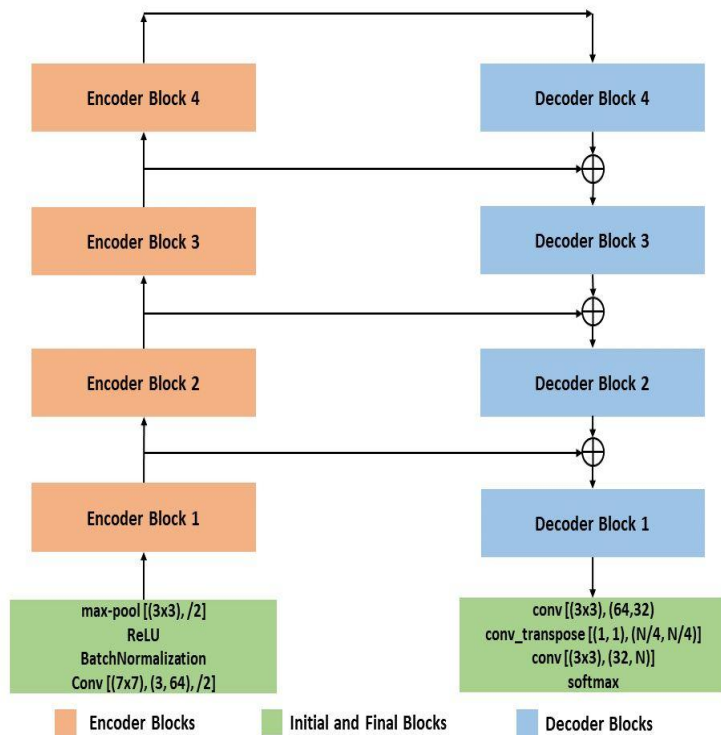 Encoder Block 4
Decoder Block 4
Encoder Block 3
Decoder Block 3
Encoder Block 2
Decoder Block 2
Encoder Block 1
Decoder Block 1
max-pool [(3x3), /2]
ReLU
BatchNormalization
Conv [(7x7), (3, 64), /2]
conv [(3x3), (64,32)
conv_transpose [(1, 1), (N/4, N/4)]
conv [(3x3), (32, N)]
softmax
Encoder Blocks
Initial and Final Blocks
Decoder Blocks